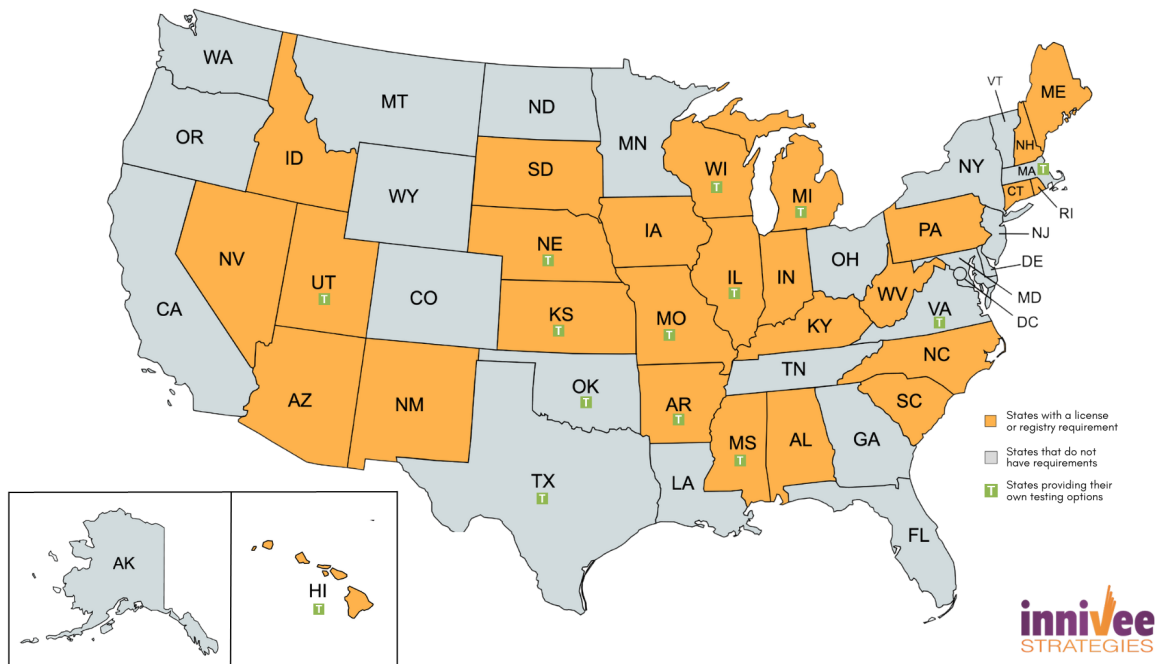 WA
MT
ND
MN
VT
ME
OR
ID
SD
WI
T
MI
T
NY
NH
MA T
CT
RI
WY
NE
T
IA
PA
NJ
NV
UT
T
CO
KS
T
MO
T
IL
T
IN
OH
WV
VA
T
DE
MD
DC
CA
KY
TN
NC
AZ
NM
OK
T
AR
T
MS
T
AL
GA
SC
TX
T
LA
FL
States with a license
or registry requirement
States that do not
have requirements
T States providing their
own testing options
AK
HI
T
innivee
STRATEGIES